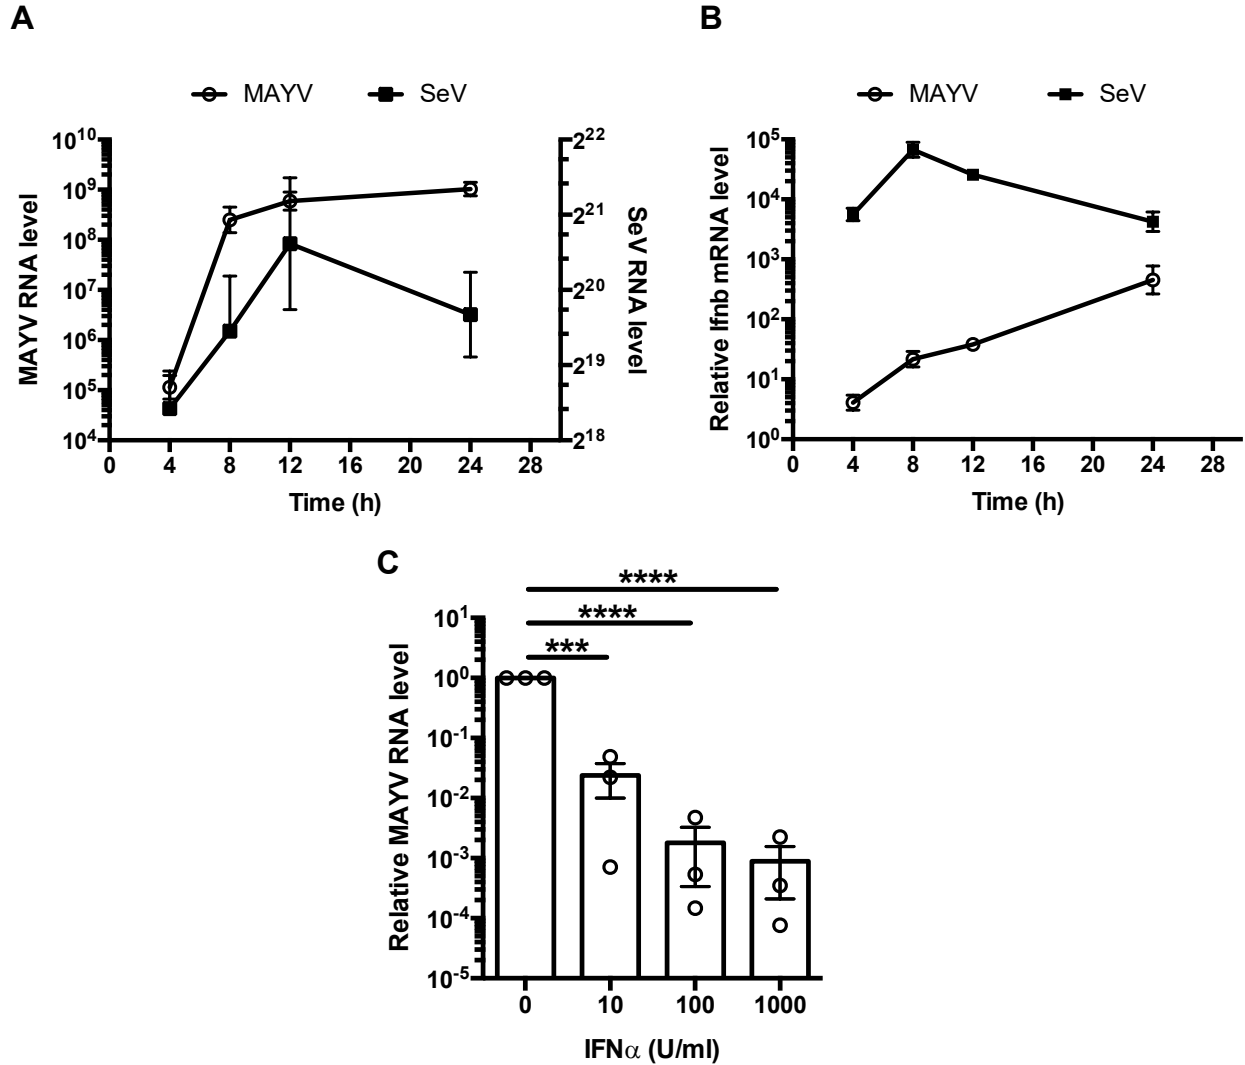 A
B
MAYV SeV
MAYV SeV
10^10
10^9
10^8
10^7
10^6
10^5
10^4
MAYV RNA level
2^22
2^21
2^20
2^19
2^18
SeV RNA level
0 4 8 12 16 20 24 28
Time (h)
10^5
10^4
10^3
10^2
10^1
10^0
Relative Ifnb mRNA level
0 4 8 12 16 20 24 28
Time (h)
C
****
****
***
10^1
10^0
10^-1
10^-2
10^-3
10^-4
10^-5
Relative MAYV RNA level
0 10 100 1000
IFNα (U/ml)